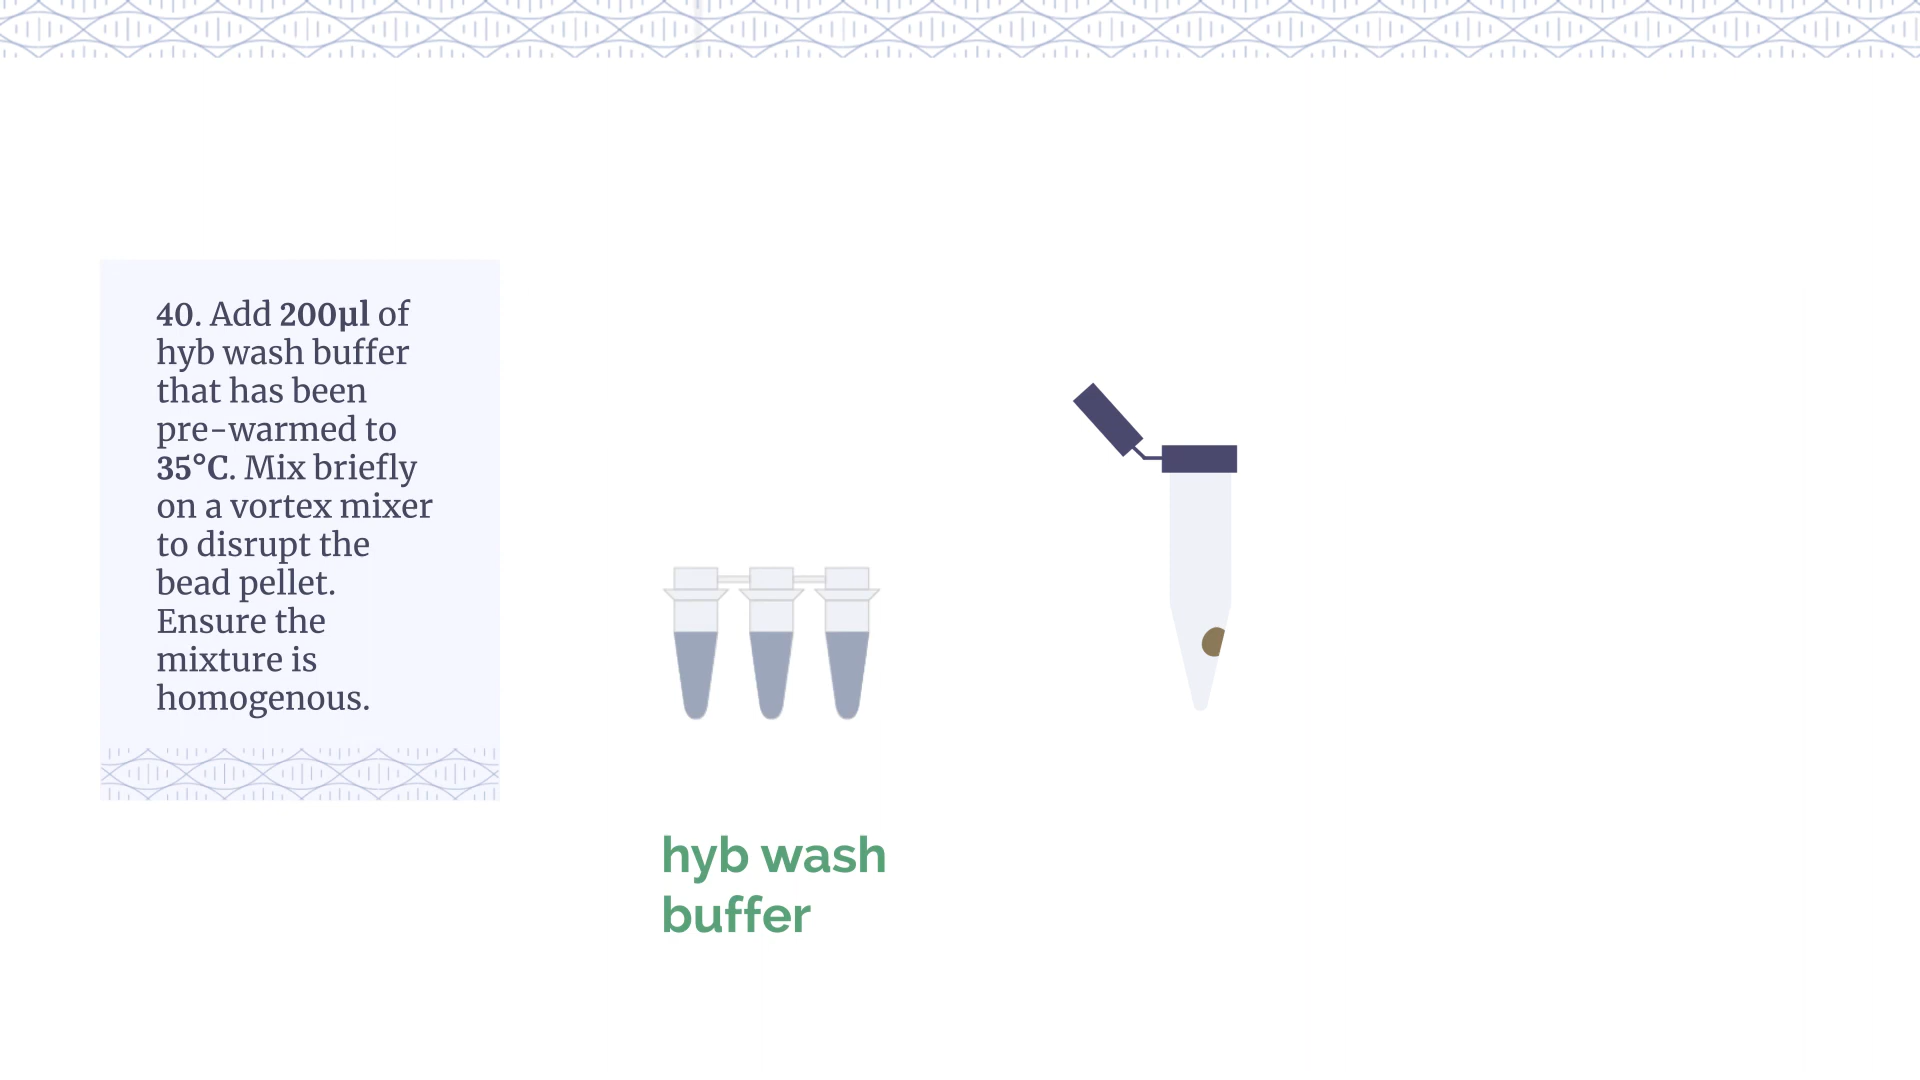 40. Add 200µl of
hyb wash buffer
that has been
pre-warmed to
35°C. Mix briefly
on a vortex mixer
to disrupt the
bead pellet.
Ensure the
mixture is
homogenous.
hyb wash
buffer